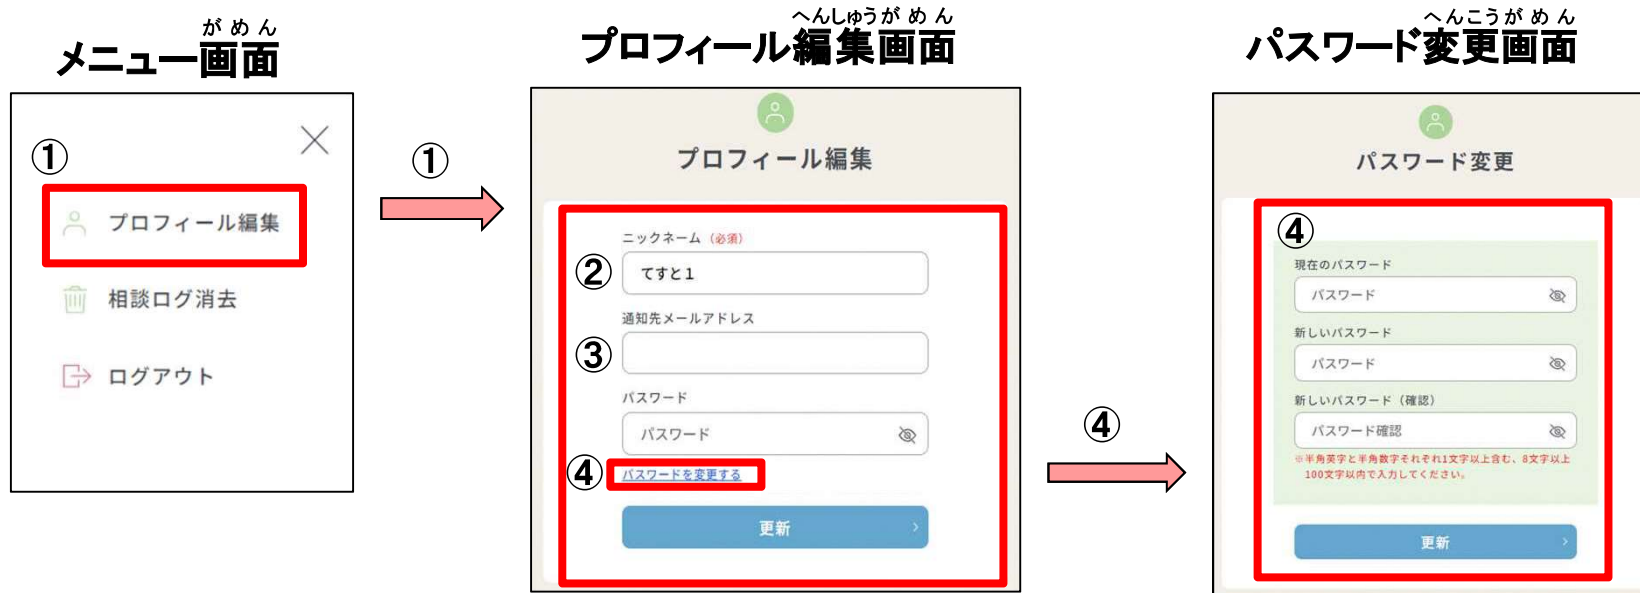 がめん
メニュー画面
①
プロフィール編集
相談ログ消去
ログアウト
①
へんしゅうがめん
プロフィール編集画面
プロフィール編集
ニックネーム（必須）
②
てすと１
通知先メールアドレス
③
パスワード
パスワード
④
パスワードを変更する
更新
④
へんこうがめん
パスワード変更画面
パスワード変更
④
現在のパスワード
パスワード
新しいパスワード
パスワード
新しいパスワード（確認）
パスワード確認
※半角英字と半角数字それぞれ1文字以上含む、8文字以上
100文字以内で入力してください。
更新